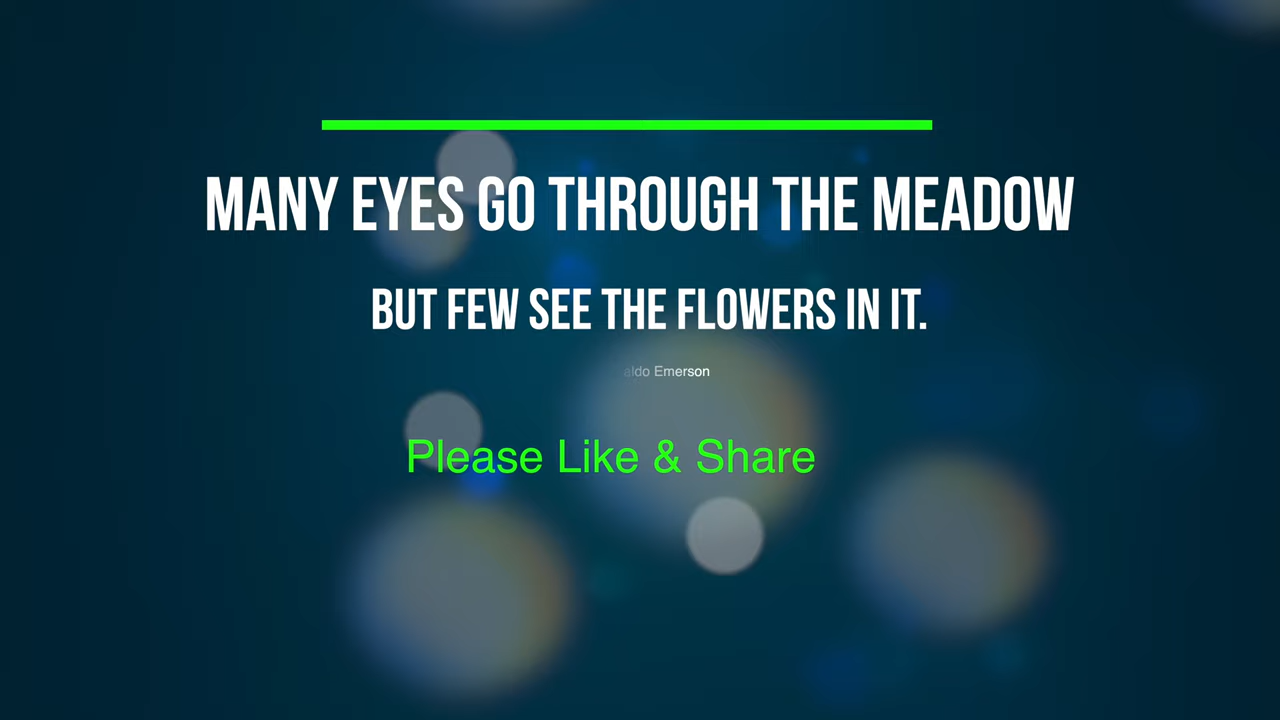 MANY EYES GO THROUGH THE MEADOW
BUT FEW SEE THE FLOWERS IN IT.
aldo Emerson
Please Like & Share